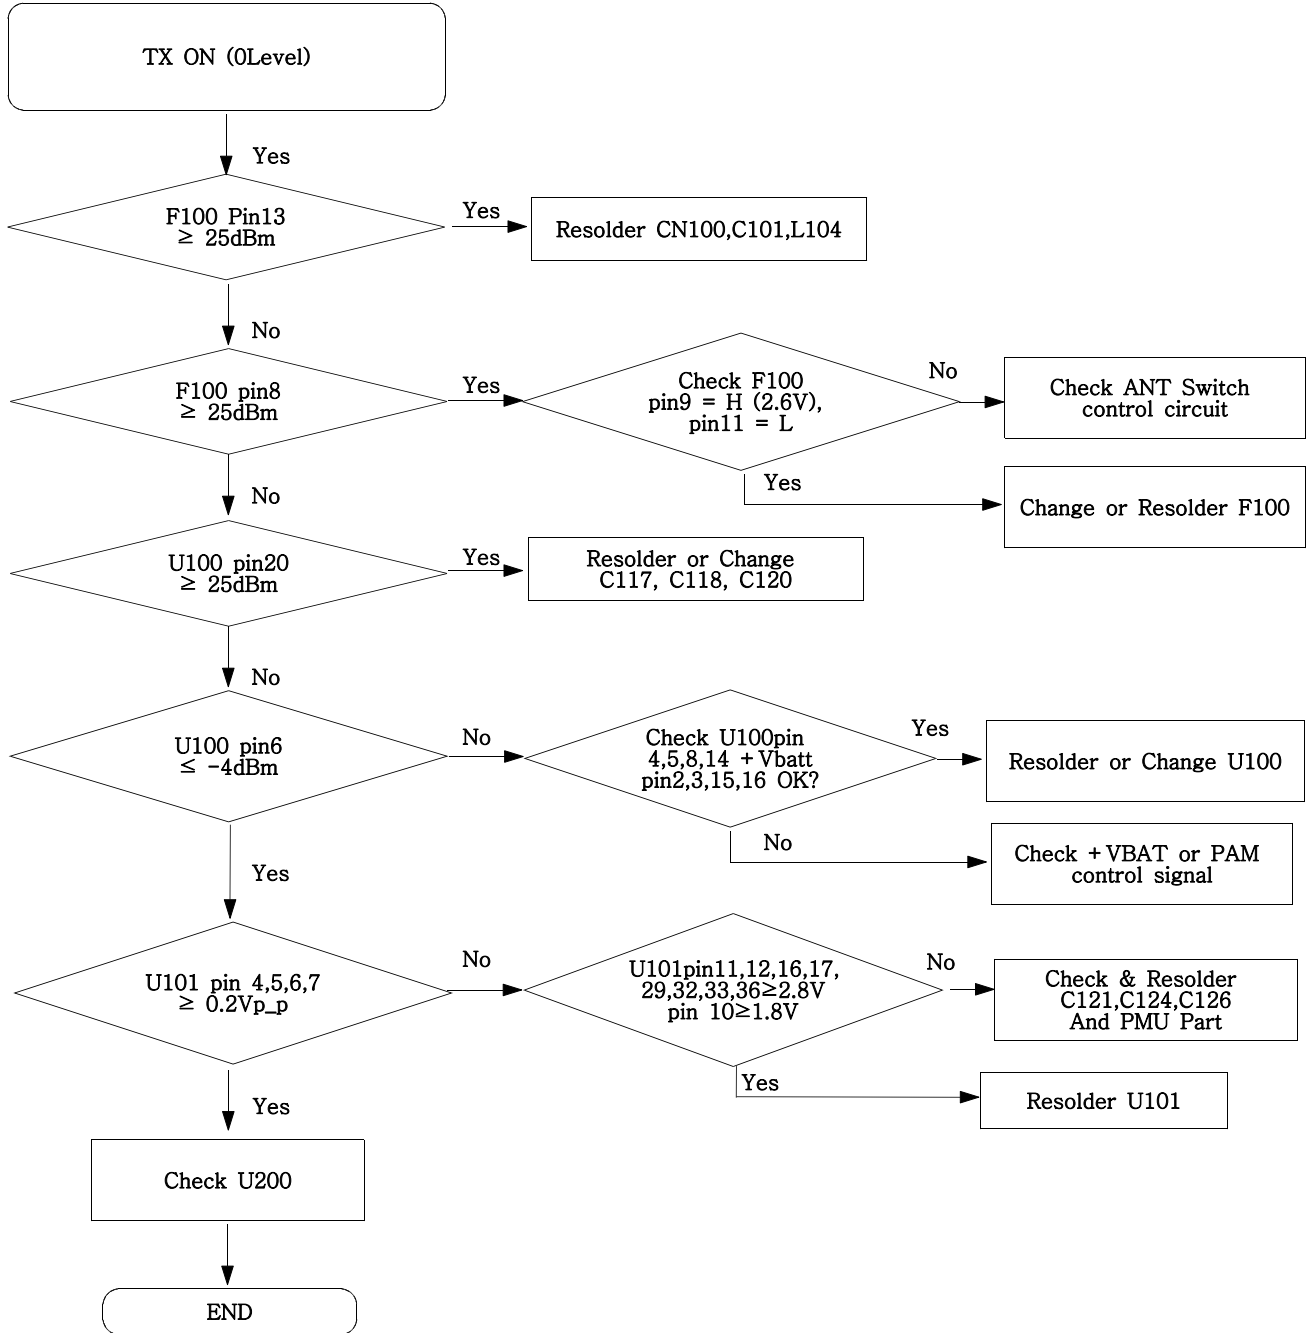 TX ON (0Level)
Yes
F100 Pin13
≥ 25dBm
Yes
Resolder CN100,C101,L104
No
F100 pin8
≥ 25dBm
Yes
Check F100
pin9 = H (2.6V),
pin11 = L
No
Check ANT Switch
control circuit
Yes
Change or Resolder F100
No
U100 pin20
≥ 25dBm
Yes
Resolder or Change
C117, C118, C120
No
U100 pin6
≤ -4dBm
No
Check U100pin
4,5,8,14 +Vbatt
pin2,3,15,16 OK?
Yes
Resolder or Change U100
No
Check +VBAT or PAM
control signal
Yes
U101 pin 4,5,6,7
≥ 0.2Vp_p
No
U101pin11,12,16,17,
29,32,33,36≥2.8V
pin 10≥1.8V
No
Check & Resolder
C121,C124,C126
And PMU Part
Yes
Resolder U101
Yes
Check U200
END